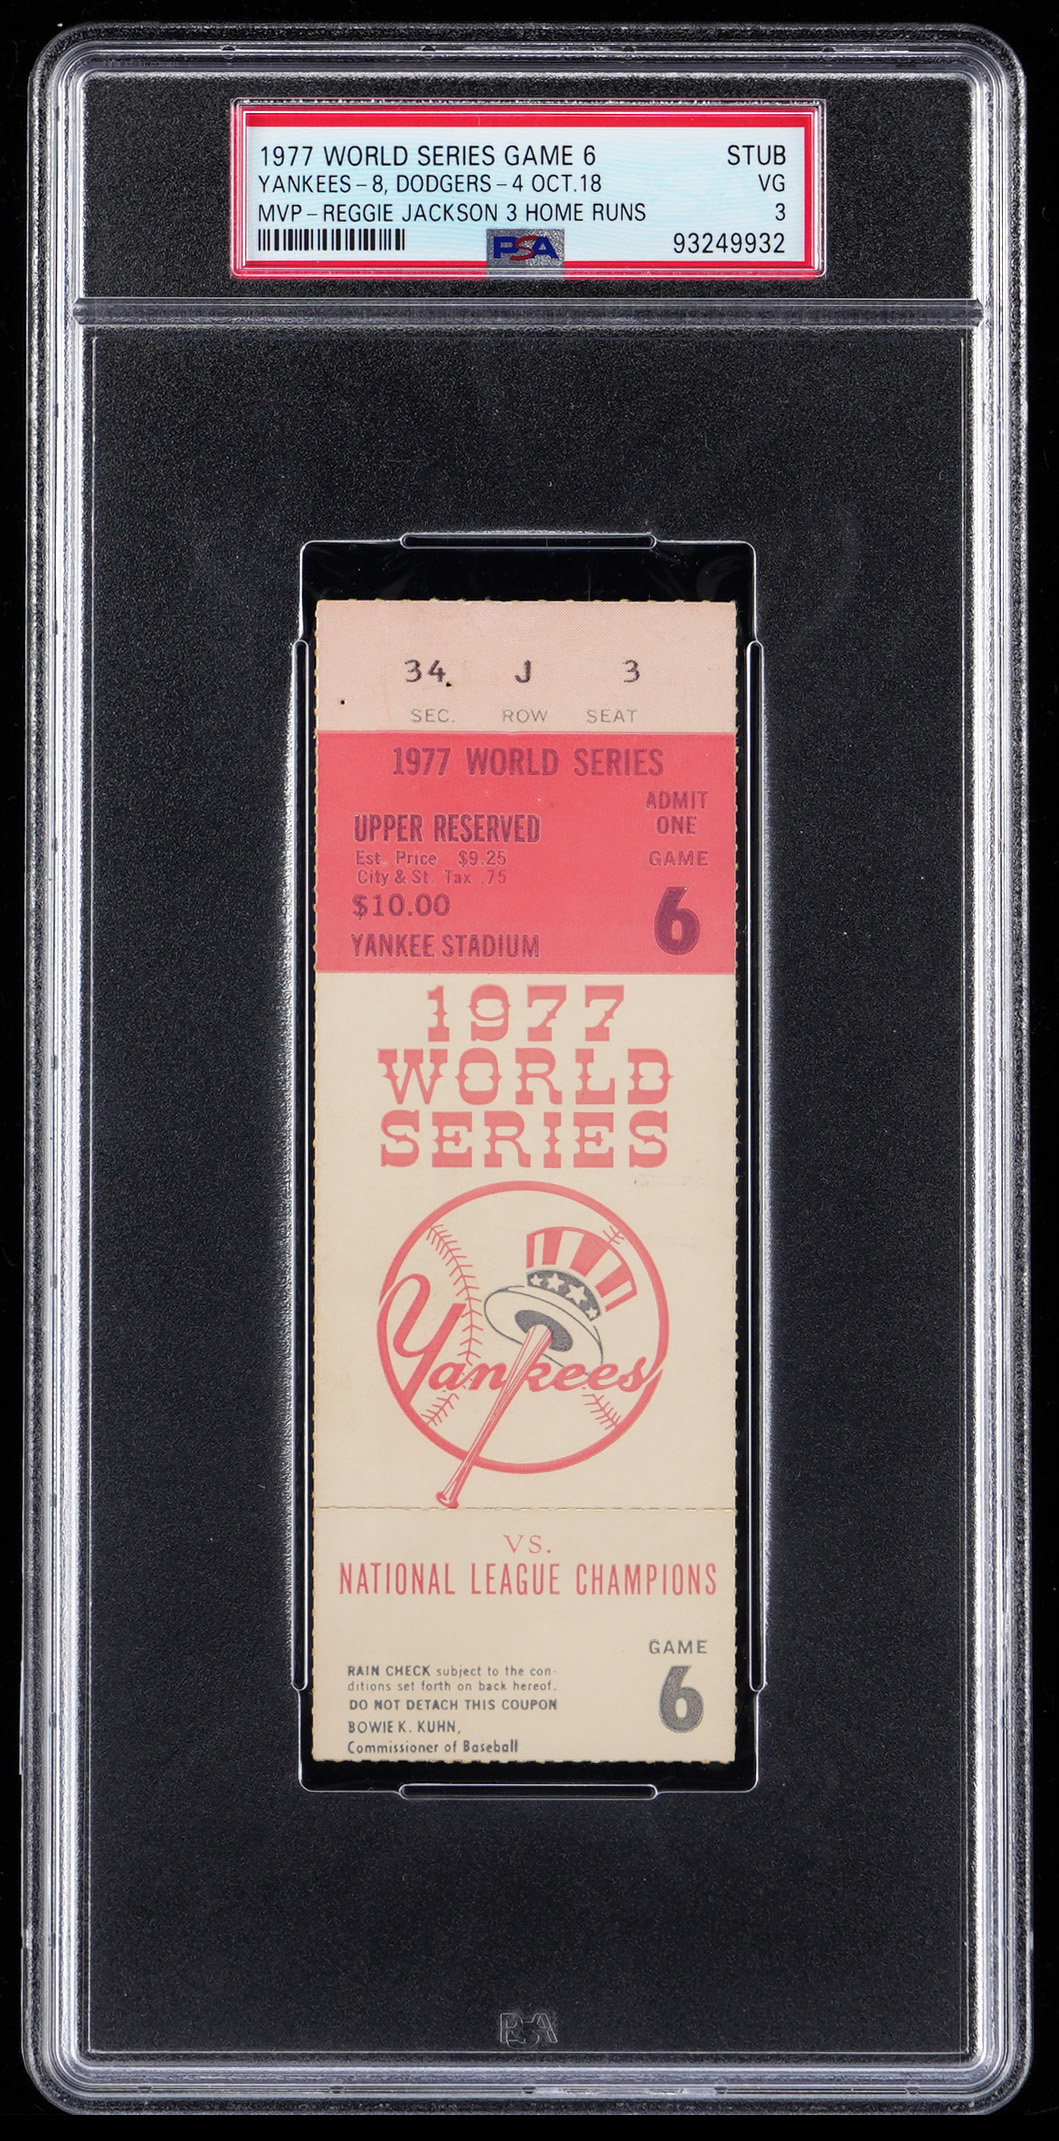 1977 WORLD SERIES GAME 6 STUB
YANKEES-8, DODGERS-4 OCT.18 VG
MVP-REGGIE JACKSON 3 HOME RUNS 3
PSA 93249932
34. J 3
SEC. ROW SEAT
1977 WORLD SERIES
ADMIT
ONE
UPPER RESERVED
Est. Price $9.25
City & St. Tax .75
$10.00
YANKEE STADIUM
GAME
6
1977
WORLD
SERIES
Yankees
VS.
NATIONAL LEAGUE CHAMPIONS
GAME
6
RAIN CHECK subject to the con-
ditions set forth on back hereof.
DO NOT DETACH THIS COUPON
BOWIE K. KUHN,
Commissioner of Baseball
PSA